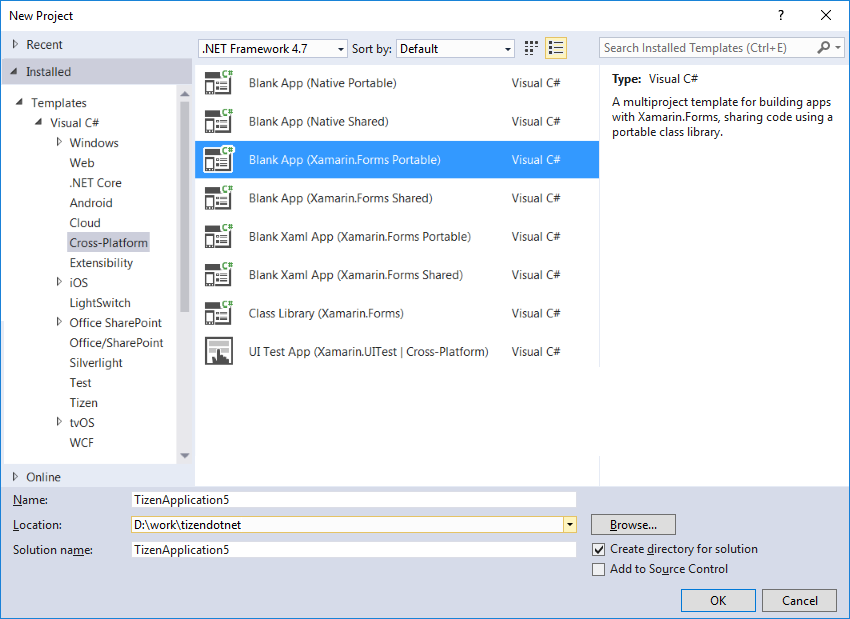 New Project
?
Recent
Installed
Templates
Visual C#
Windows
Web
.NET Core
Android
Cloud
Cross-Platform
Extensibility
iOS
LightSwitch
Office SharePoint
Office/SharePoint
Silverlight
Test
Tizen
tvOS
WCF
Online
.NET Framework 4.7
Sort by:
Default
Search Installed Templates (Ctrl+E)
C# Blank App (Native Portable) Visual C#
C# Blank App (Native Shared) Visual C#
C# Blank App (Xamarin.Forms Portable) Visual C#
C# Blank App (Xamarin.Forms Shared) Visual C#
C# Blank Xaml App (Xamarin.Forms Portable) Visual C#
C# Blank Xaml App (Xamarin.Forms Shared) Visual C#
C# Class Library (Xamarin.Forms) Visual C#
UI Test App (Xamarin.UITest | Cross-Platform) Visual C#
Type: Visual C#
A multiproject template for building apps
with Xamarin.Forms, sharing code using a
portable class library.
Name: TizenApplication5
Location: D:\work\tizendotnet
Browse...
Solution name: TizenApplication5
Create directory for solution
Add to Source Control
OK
Cancel